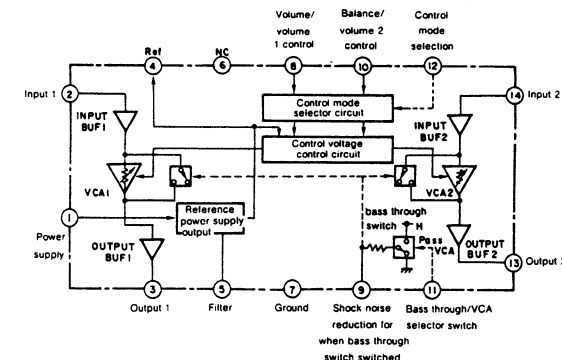 Volume/
volume
1 control
Balance/
volume 2
control
Control
mode
selection
Ref
NC
4
6
8
10
12
Input 1
2
14
Input 2
Control mode
selector circuit
INPUT
BUF1
INPUT
BUF2
Control voltage
control circuit
VCA1
VCA2
1
Power
supply
Reference
power supply
output
bass through
switch
H
Pass
VCA
OUTPUT
BUF1
OUTPUT
BUF2
13
Output 2
3
5
7
9
11
Output 1
Filter
Ground
Shock noise
reduction for
when bass through
switch switched
Bass through/VCA
selector switch